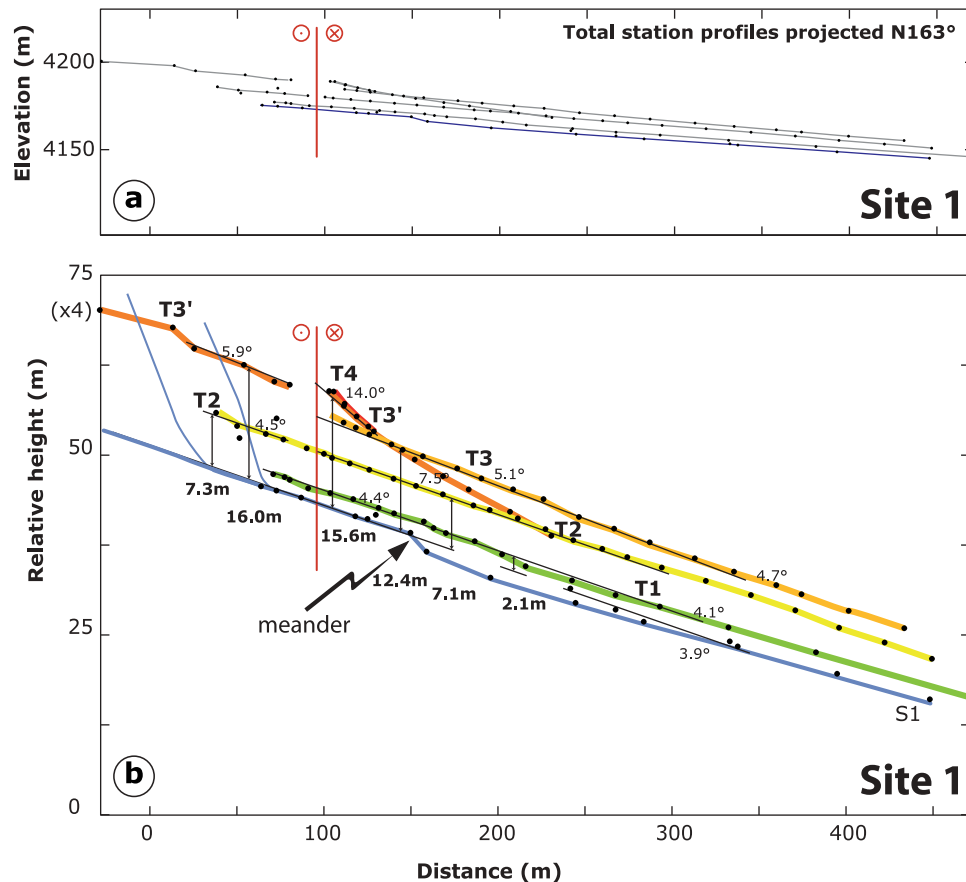 Total station profiles projected N163°
4200
4150
Elevation (m)
a
Site 1
75
(x4)
50
25
0
Relative height (m)
T3'
5.9°
T4
14.0°
T3'
T2
4.5°
T3
5.1°
7.5°
4.4°
7.3m
16.0m
15.6m
T2
12.4m
7.1m
2.1m
T1
4.7°
4.1°
meander
3.9°
S1
b
Site 1
0
100
200
300
400
Distance (m)